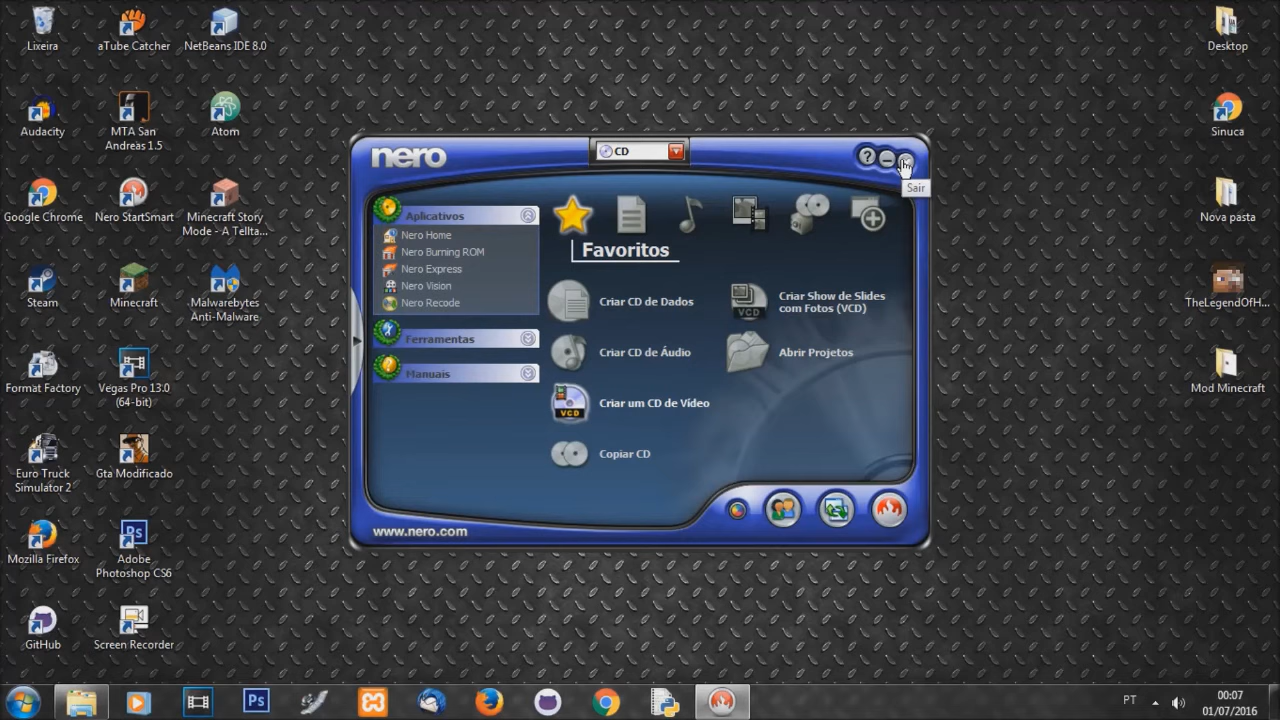 Lixeira
aTube Catcher
NetBeans IDE 8.0
Desktop
Audacity
MTA San
Andreas 1.5
Atom
Sinuca
Google Chrome
Nero StartSmart
Minecraft Story
Mode - A Tellta...
Nova pasta
Steam
Minecraft
Malwarebytes
Anti-Malware
TheLegendOfH...
Format Factory
Vegas Pro 13.0
(64-bit)
Mod Minecraft
Euro Truck
Simulator 2
Gta Modificado
Mozilla Firefox
Ps
Adobe
Photoshop CS6
GitHub
Screen Recorder
nero
CD
?
Sair
Aplicativos
Nero Home
Nero Burning ROM
Nero Express
Nero Vision
Nero Recode
Ferramentas
Manuais
Favoritos
Criar CD de Dados
VCD
Criar Show de Slides
com Fotos (VCD)
Criar CD de Áudio
Abrir Projetos
VCD
Criar um CD de Vídeo
Copiar CD
www.nero.com
Ps
PT
00:07
01/07/2016